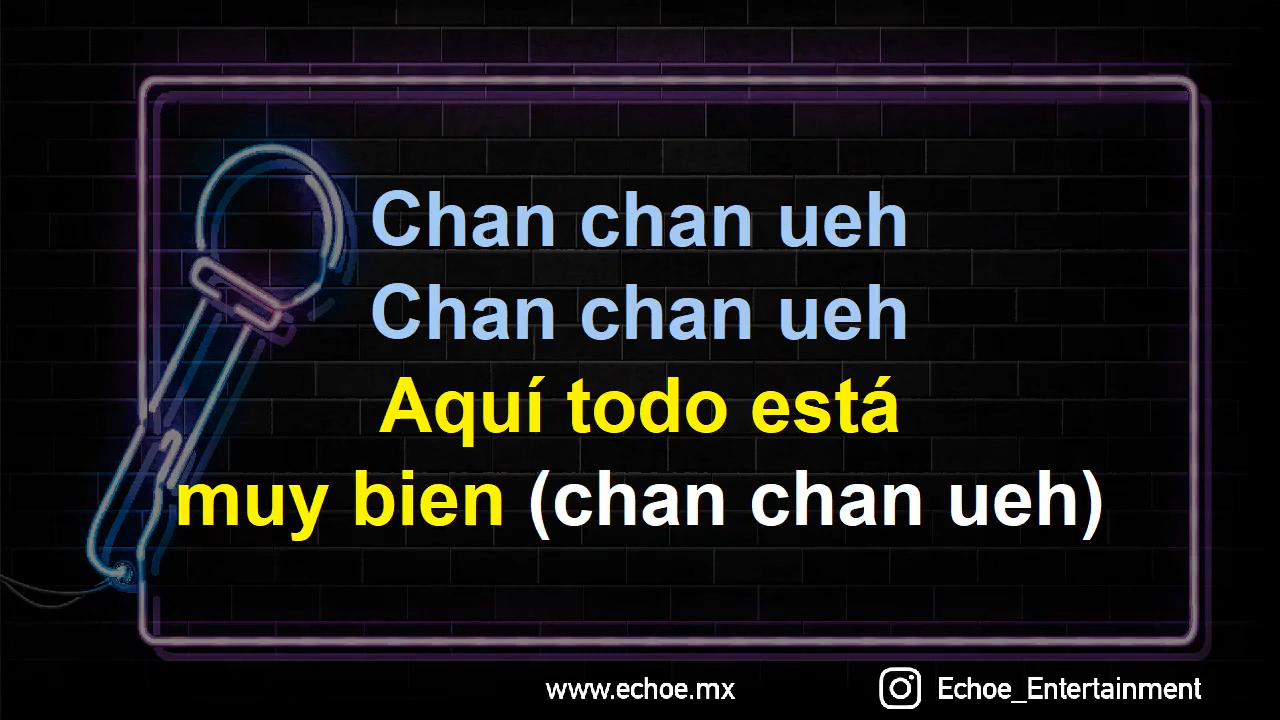 Chan chan ueh
Chan chan ueh
Aquí todo está
muy bien (chan chan ueh)
www.echoe.mx
Echoe_Entertainment